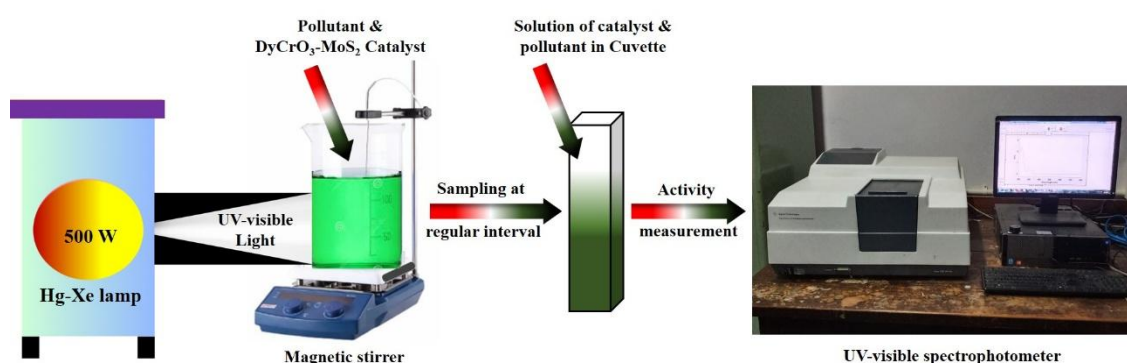 Pollutant &
DyCrO₃-MoS₂ Catalyst
Solution of catalyst &
pollutant in Cuvette
500 W
Hg-Xe lamp
UV-visible
Light
Sampling at
regular interval
Activity
measurement
Magnetic stirrer
UV-visible spectrophotometer